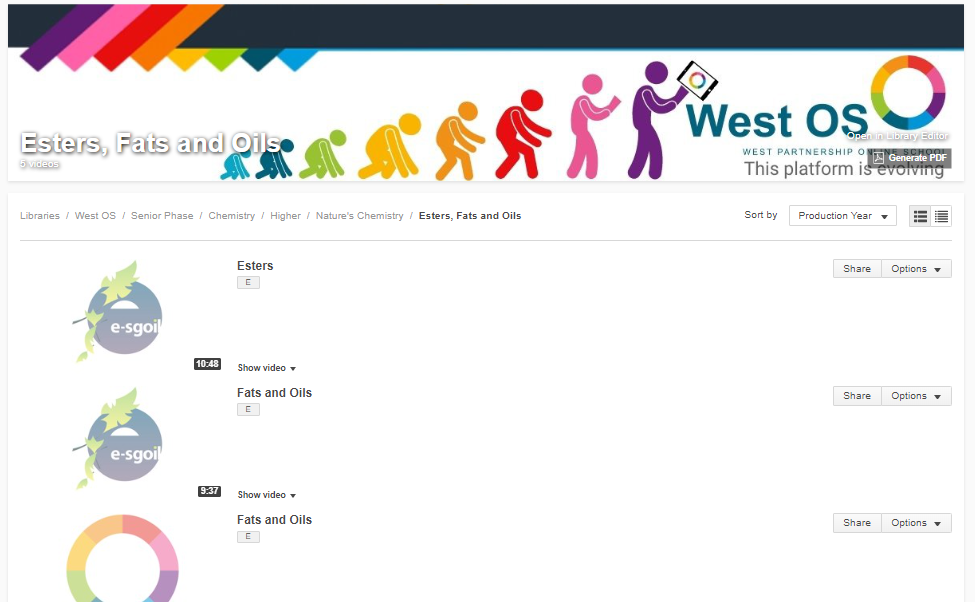 West OS
Open in Library Editor
Esters, Fats and Oils
5 videos
WEST PARTNERSHIP ONLINE SCHOOL
Generate PDF
This platform is evolving
Libraries / West OS / Senior Phase / Chemistry / Higher / Nature's Chemistry / Esters, Fats and Oils
Sort by Production Year
Esters
E
Share Options
e-sgoil
10:48
Show video
Fats and Oils
E
Share Options
e-sgoil
9:37
Show video
Fats and Oils
E
Share Options